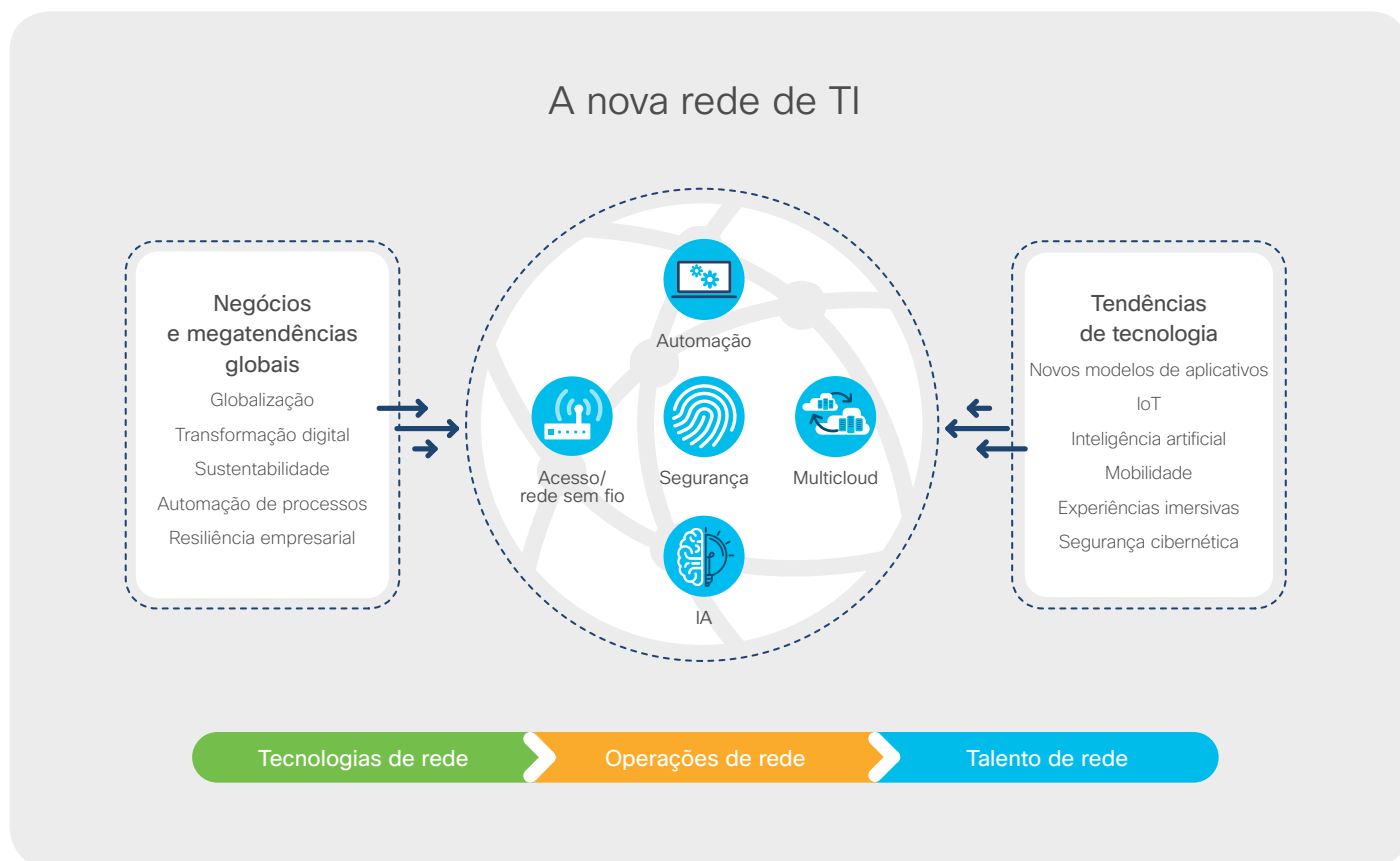 A nova rede de TI
Negócios
e megatendências
globais
Globalização
Transformação digital
Sustentabilidade
Automação de processos
Resiliência empresarial
Automação
Acesso/
rede sem fio
Segurança
Multicloud
IA
Tendências
de tecnologia
Novos modelos de aplicativos
IoT
Inteligência artificial
Mobilidade
Experiências imersivas
Segurança cibernética
Tecnologias de rede
Operações de rede
Talento de rede